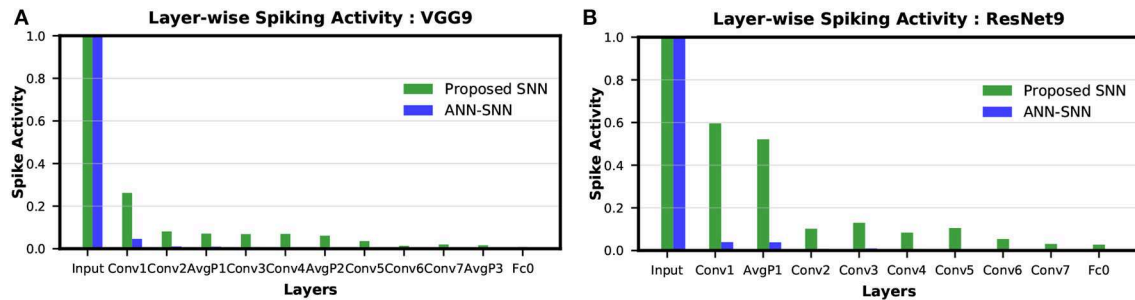 A
Layer-wise Spiking Activity : VGG9
Spike Activity
1.0
0.8
0.6
0.4
0.2
0.0
Proposed SNN
ANN-SNN
Input Conv1 Conv2 AvgP1 Conv3 Conv4 AvgP2 Conv5 Conv6 Conv7 AvgP3 Fc0
Layers
B
Layer-wise Spiking Activity : ResNet9
Spike Activity
1.0
0.8
0.6
0.4
0.2
0.0
Proposed SNN
ANN-SNN
Input Conv1 AvgP1 Conv2 Conv3 Conv4 Conv5 Conv6 Conv7 Fc0
Layers